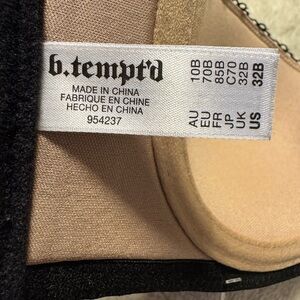 b.tempt'd
MADE IN CHINA
FABRIQUE EN CHINE
HECHO EN CHINA
954237
AU 10B
EU 70B
FR 85B
JP C70
UK 32B
US 32B